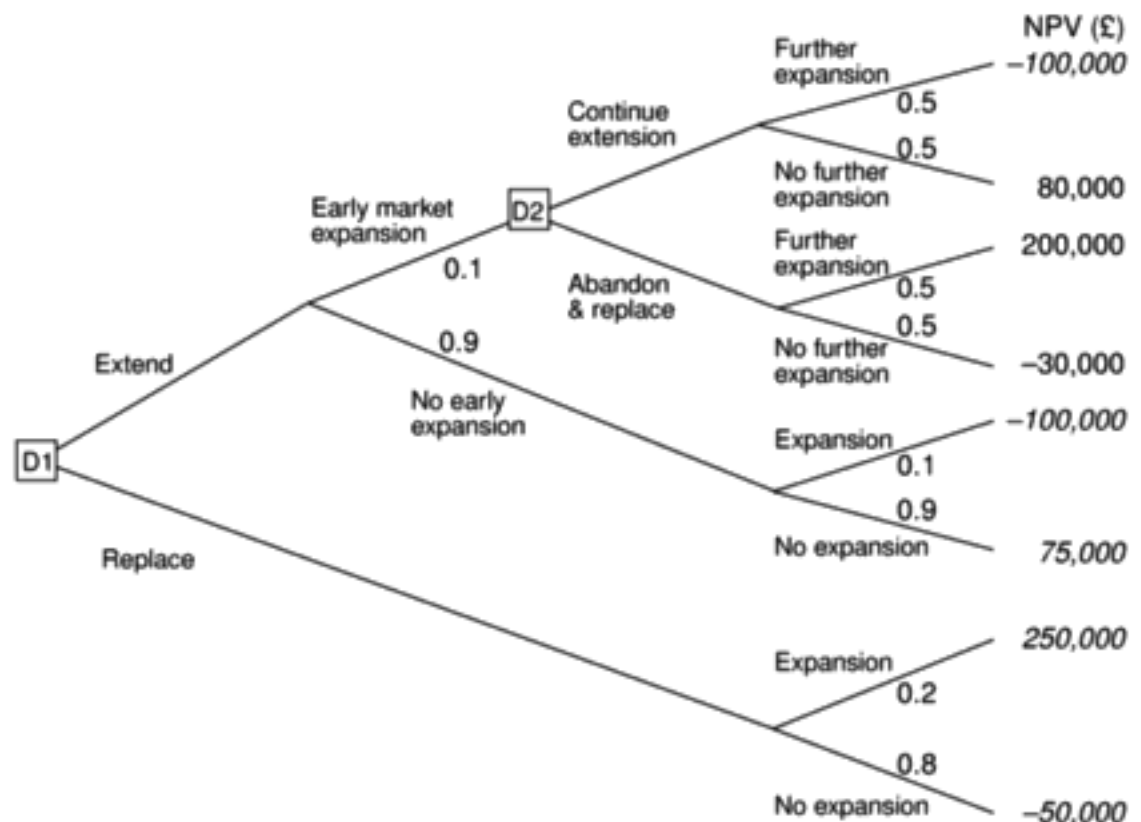 NPV (£)
Further
expansion
–100,000
0.5
Continue
extension
0.5
No further
expansion
80,000
Early market
expansion
D2
0.1
Further
expansion
200,000
0.5
Abandon
& replace
0.5
No further
expansion
–30,000
Extend
0.9
No early
expansion
Expansion
–100,000
0.1
D1
0.9
No expansion
75,000
Replace
Expansion
250,000
0.2
0.8
No expansion
–50,000